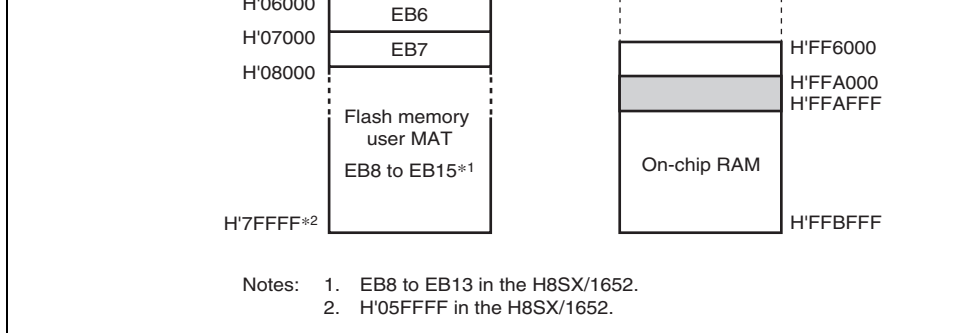 H'06000
EB6
H'07000
EB7
H'FF6000
H'08000
H'FFA000
H'FFAFFF
Flash memory
user MAT
EB8 to EB15*1
On-chip RAM
H'7FFFF*2
H'FFBFFF
Notes: 1. EB8 to EB13 in the H8SX/1652.
2. H'05FFFF in the H8SX/1652.